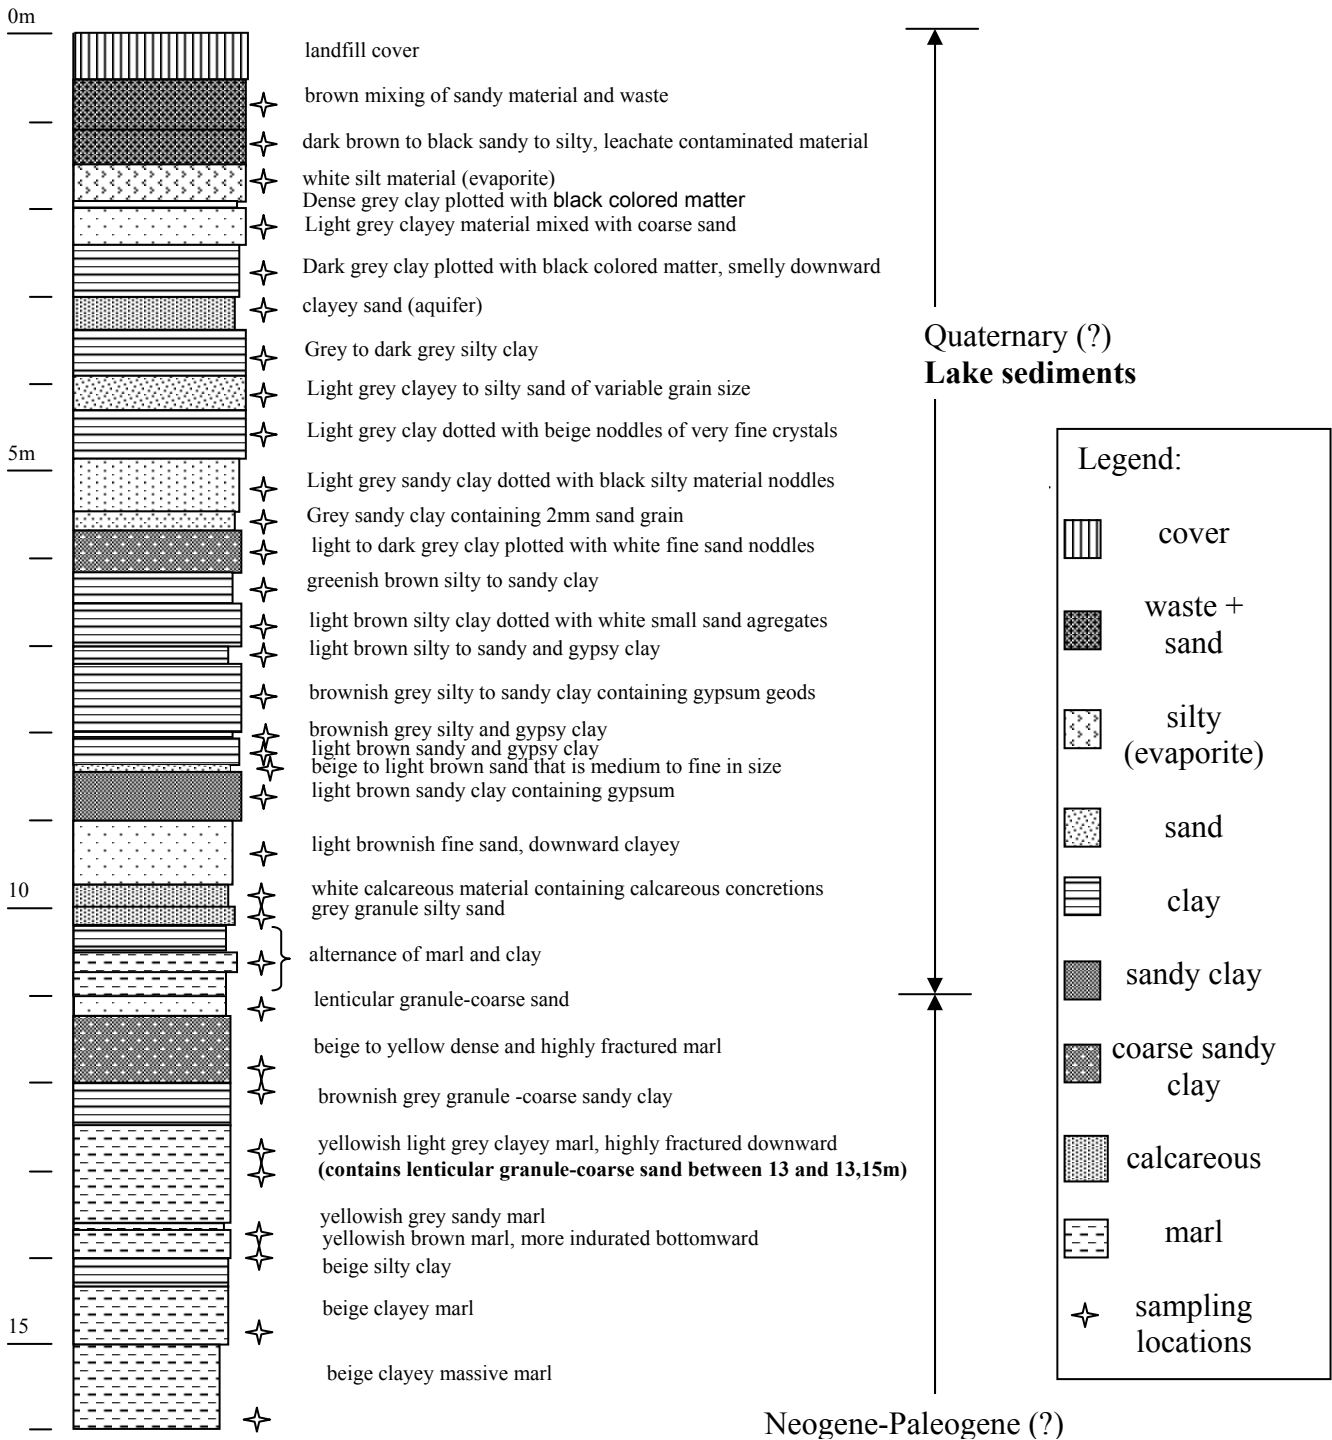 0m
landfill cover
brown mixing of sandy material and waste
dark brown to black sandy to silty, leachate contaminated material
white silt material (evaporite)
Dense grey clay plotted with black colored matter
Light grey clayey material mixed with coarse sand
Dark grey clay plotted with black colored matter, smelly downward
clayey sand (aquifer)
Grey to dark grey silty clay
Light grey clayey to silty sand of variable grain size
Light grey clay dotted with beige noddles of very fine crystals
5m
Light grey sandy clay dotted with black silty material noddles
Grey sandy clay containing 2mm sand grain
light to dark grey clay plotted with white fine sand noddles
greenish brown silty to sandy clay
light brown silty clay dotted with white small sand agregates
light brown silty to sandy and gypsy clay
brownish grey silty to sandy clay containing gypsum geods
brownish grey silty and gypsy clay
light brown sandy and gypsy clay
beige to light brown sand that is medium to fine in size
light brown sandy clay containing gypsum
light brownish fine sand, downward clayey
10
white calcareous material containing calcareous concretions
grey granule silty sand
alternance of marl and clay
lenticular granule-coarse sand
beige to yellow dense and highly fractured marl
brownish grey granule -coarse sandy clay
yellowish light grey clayey marl, highly fractured downward
(contains lenticular granule-coarse sand between 13 and 13,15m)
yellowish grey sandy marl
yellowish brown marl, more indurated bottomward
beige silty clay
beige clayey marl
15
beige clayey massive marl
Quaternary (?)
Lake sediments
Neogene-Paleogene (?)
Legend:
cover
waste +
sand
silty
(evaporite)
sand
clay
sandy clay
coarse sandy
clay
calcareous
marl
sampling
locations